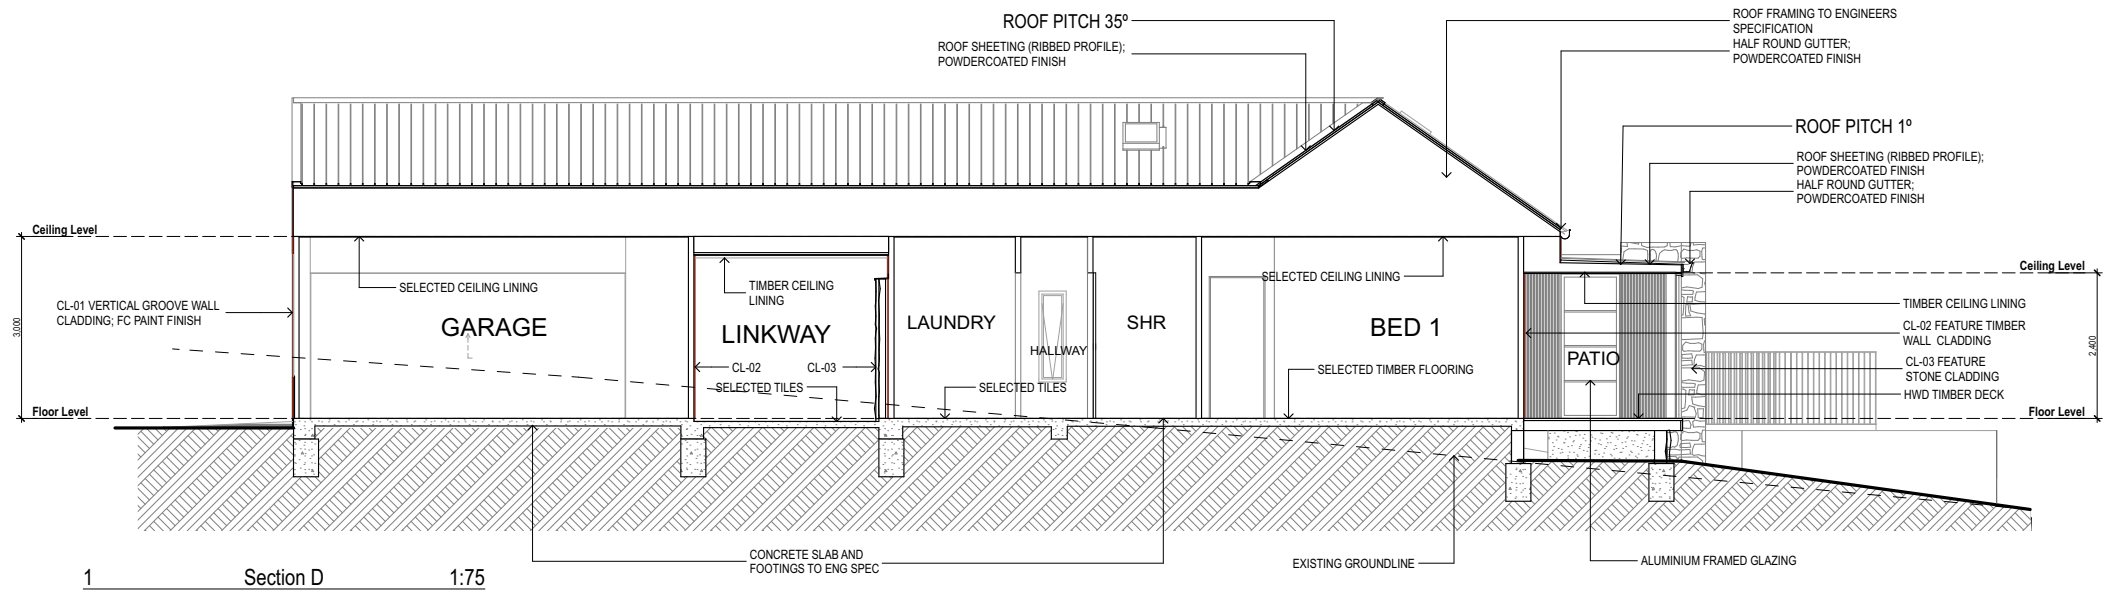 ROOF PITCH 35º
ROOF SHEETING (RIBBED PROFILE);
POWDERCOATED FINISH
ROOF FRAMING TO ENGINEERS
SPECIFICATION
HALF ROUND GUTTER;
POWDERCOATED FINISH
ROOF PITCH 1º
ROOF SHEETING (RIBBED PROFILE);
POWDERCOATED FINISH
HALF ROUND GUTTER;
POWDERCOATED FINISH
Ceiling Level
Ceiling Level
SELECTED CEILING LINING
TIMBER CEILING
LINING
SELECTED CEILING LINING
CL-01 VERTICAL GROOVE WALL
CLADDING; FC PAINT FINISH
3,000
GARAGE
LINKWAY
LAUNDRY
HALLWAY
SHR
BED 1
PATIO
TIMBER CEILING LINING
CL-02 FEATURE TIMBER
WALL CLADDING
CL-03 FEATURE
STONE CLADDING
HWD TIMBER DECK
2,400
CL-02
CL-03
SELECTED TILES
SELECTED TILES
SELECTED TIMBER FLOORING
Floor Level
Floor Level
CONCRETE SLAB AND
FOOTINGS TO ENG SPEC
EXISTING GROUNDLINE
ALUMINIUM FRAMED GLAZING
1 Section D 1:75